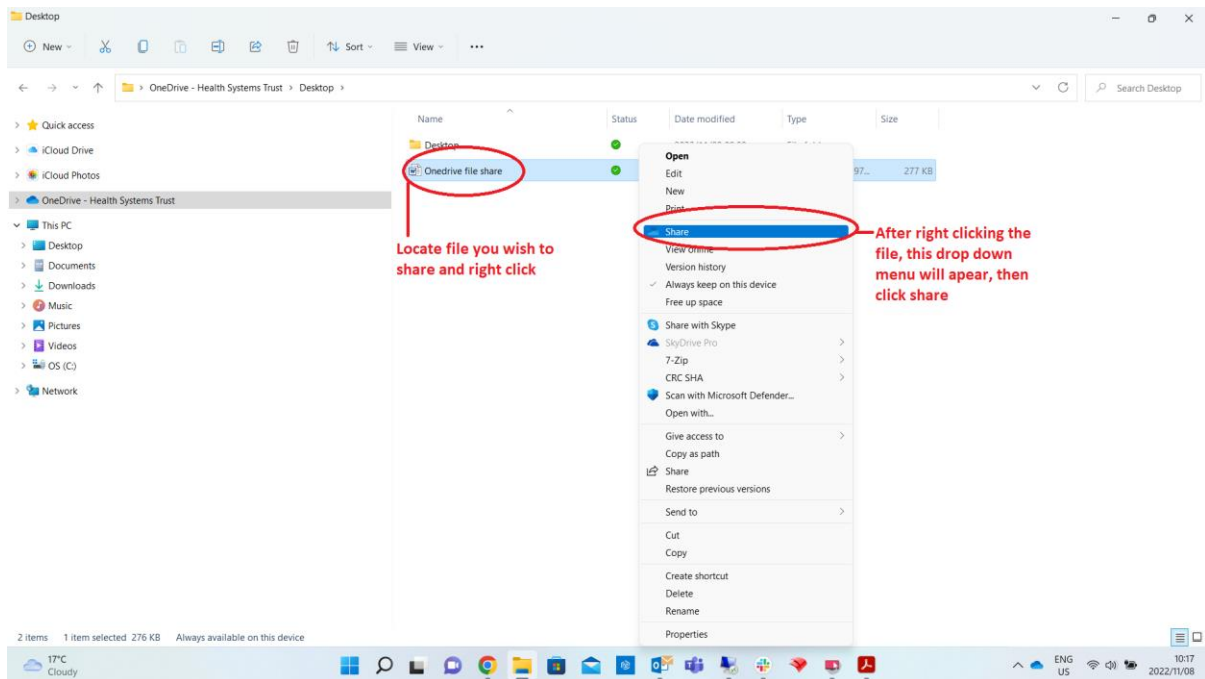 Desktop
New
Sort
View
OneDrive - Health Systems Trust > Desktop >
Search Desktop
Name
Status
Date modified
Type
Size
Quick access
iCloud Drive
iCloud Photos
OneDrive - Health Systems Trust
This PC
Desktop
Documents
Downloads
Music
Pictures
Videos
OS (C:)
Network
Desktop
Onedrive file share
97... 277 KB
Locate file you wish to
share and right click
Open
Edit
New
Print
Share
View online
Version history
Always keep on this device
Free up space
Share with Skype
SkyDrive Pro
7-Zip
CRC SHA
Scan with Microsoft Defender...
Open with...
Give access to
Copy as path
Share
Restore previous versions
Send to
Cut
Copy
Create shortcut
Delete
Rename
Properties
After right clicking the
file, this drop down
menu will apear, then
click share
2 items 1 item selected 276 KB Always available on this device
17°C
Cloudy
ENG
US
10:17
2022/11/08